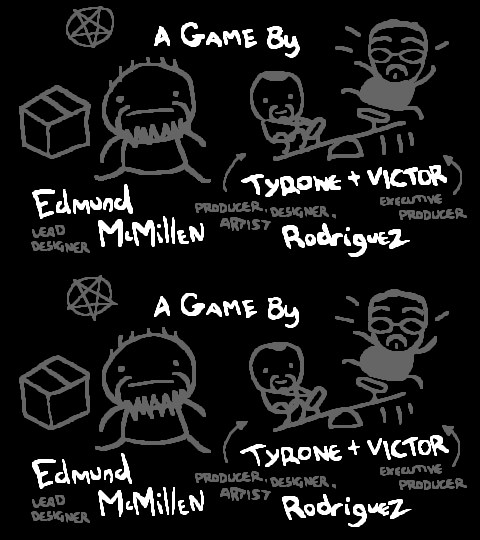 A GAME By
TYRONE + VICTOR
Edmund
PRODUCER, DESIGNER,
EXECUTIVE
PRODUCER
ARTIST
LEAD
DESIGNER
McMillEN
RodriguEZ
A GAME By
TYRONE + VICTOR
Edmund
PRODUCER, DESIGNER,
EXECUTIVE
PRODUCER
ARTIST
LEAD
DESIGNER
McMillEN
RodriguEZ